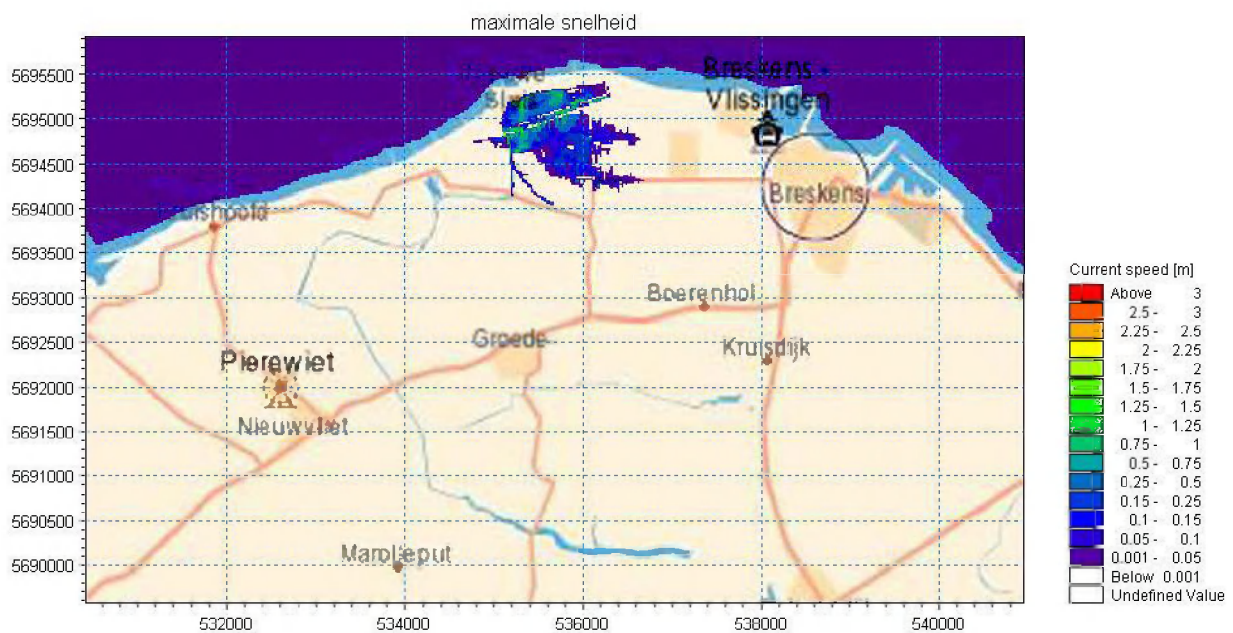 maximale snelheid
5695500
5695000
5694500
5694000
5693500
5693000
5692500
5692000
5691500
5691000
5690500
5690000
532000
534000
536000
538000
540000
Breskens -
Vlissingen
Breskens
Boerenhol
Groede
Kruisdijk
Pierewiet
Nieuwvliet
Current speed [m]
Above 3
2.5 - 3
2.25 - 2.5
2 - 2.25
1.75 - 2
1.5 - 1.75
1.25 - 1.5
1 - 1.25
0.75 - 1
0.5 - 0.75
0.25 - 0.5
0.15 - 0.25
0.1 - 0.15
0.05 - 0.1
0.001 - 0.05
Below 0.001
Undefined Value